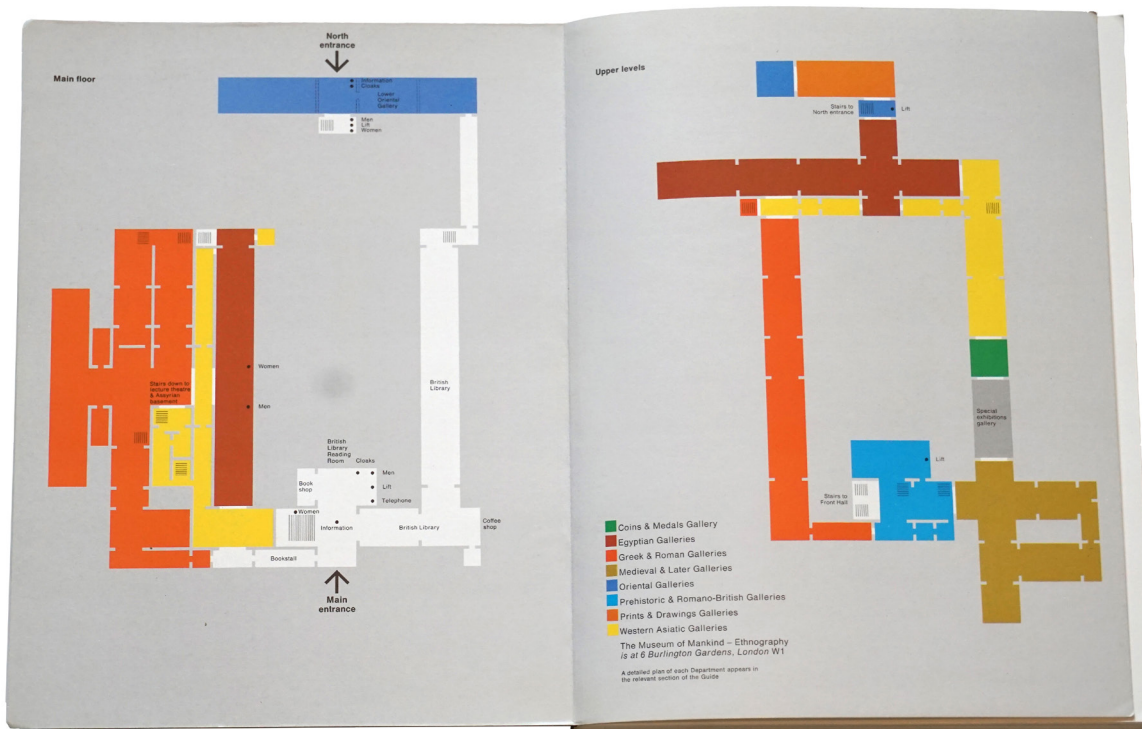 Main floor
North
entrance
Information
Cloaks
Lower
Oriental
Gallery
Men
Lift
Women
Stairs down to
lecture theatre
& Assyrian
basement
Women
Men
British
Library
British
Library
Reading
Room
Cloaks
Men
Lift
Telephone
Book
shop
Women
Information
British Library
Coffee
shop
Bookstall
Main
entrance
Upper levels
Stairs to
North entrance
Lift
Special
exhibitions
gallery
Lift
Stairs to
Front Hall
Coins & Medals Gallery
Egyptian Galleries
Greek & Roman Galleries
Medieval & Later Galleries
Oriental Galleries
Prehistoric & Romano-British Galleries
Prints & Drawings Galleries
Western Asiatic Galleries
The Museum of Mankind – Ethnography
is at 6 Burlington Gardens, London W1
A detailed plan of each Department appears in
the relevant section of the Guide